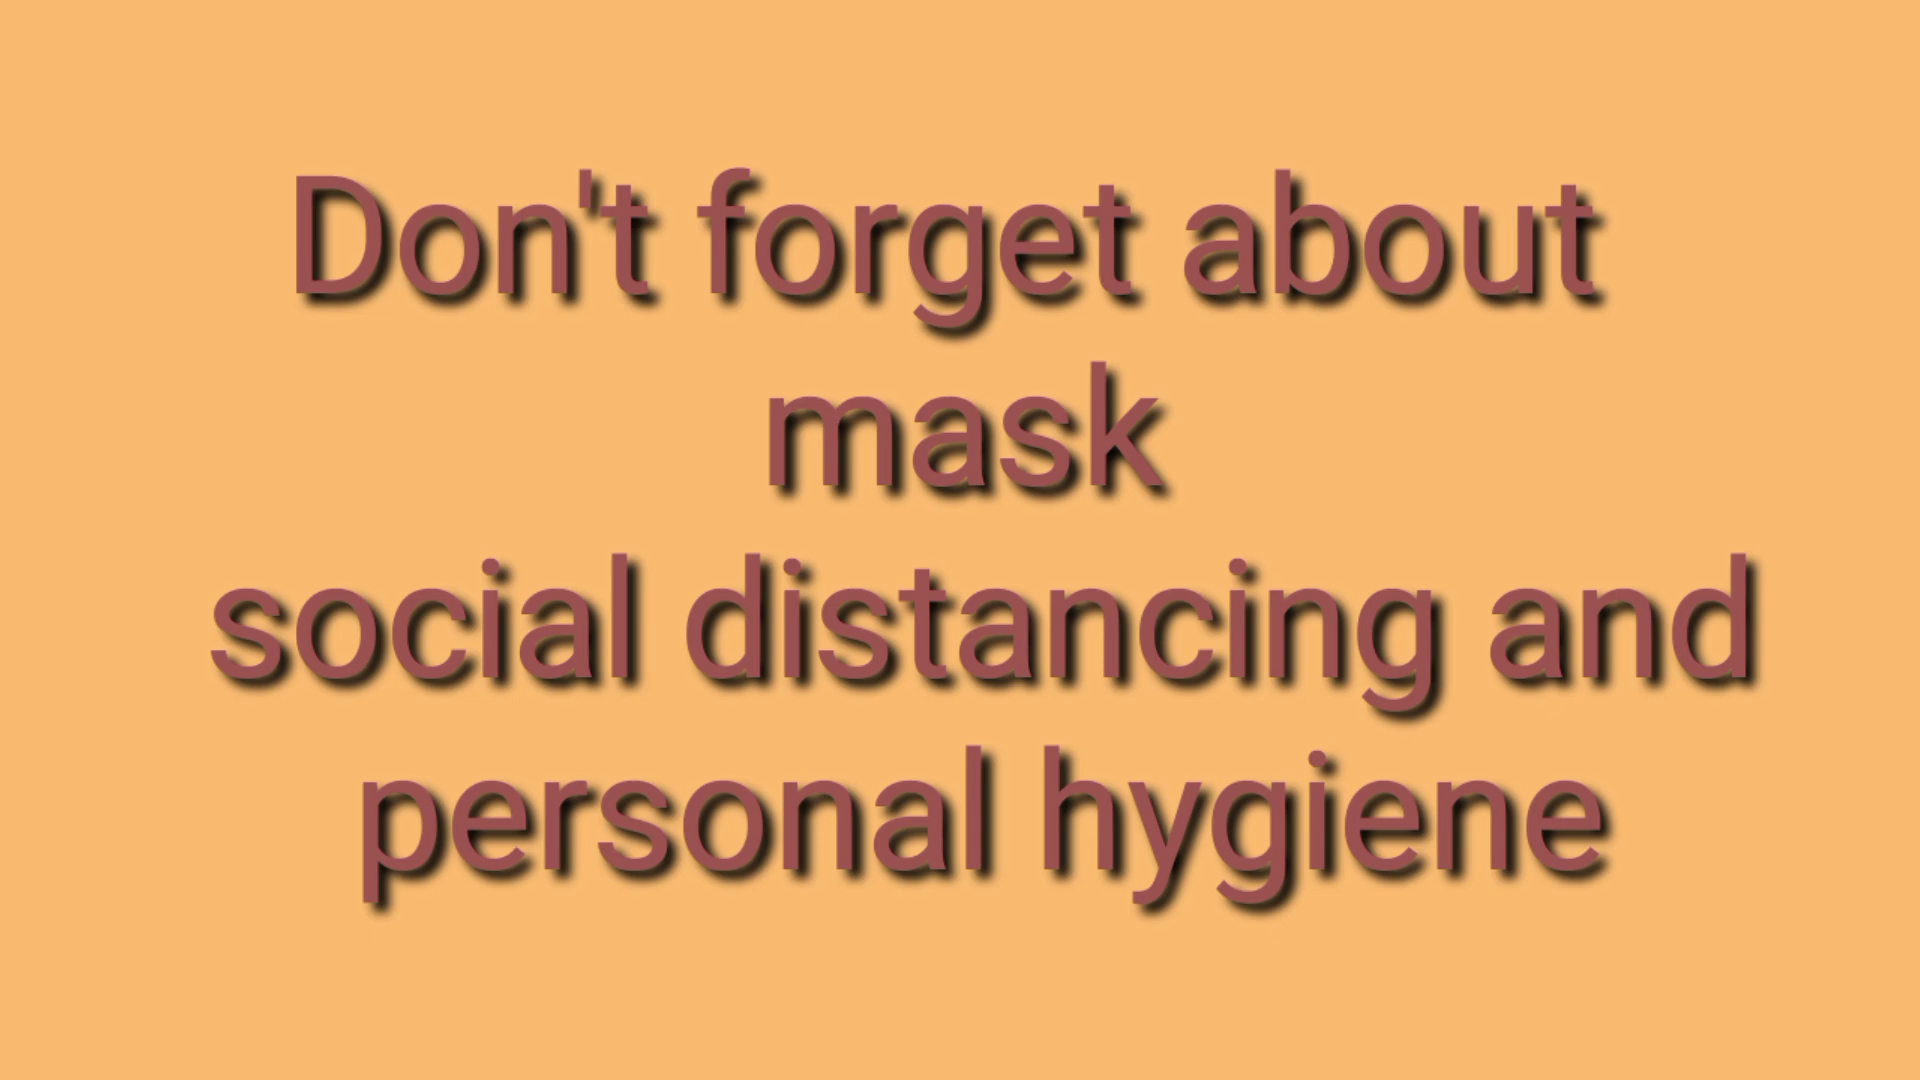 Don't forget about
mask
social distancing and
personal hygiene